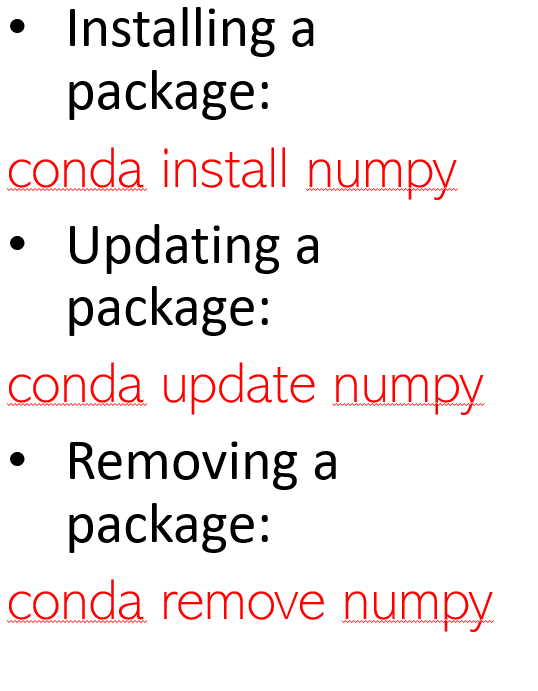 • Installing a
package:
conda install numpy
• Updating a
package:
conda update numpy
• Removing a
package:
conda remove numpy